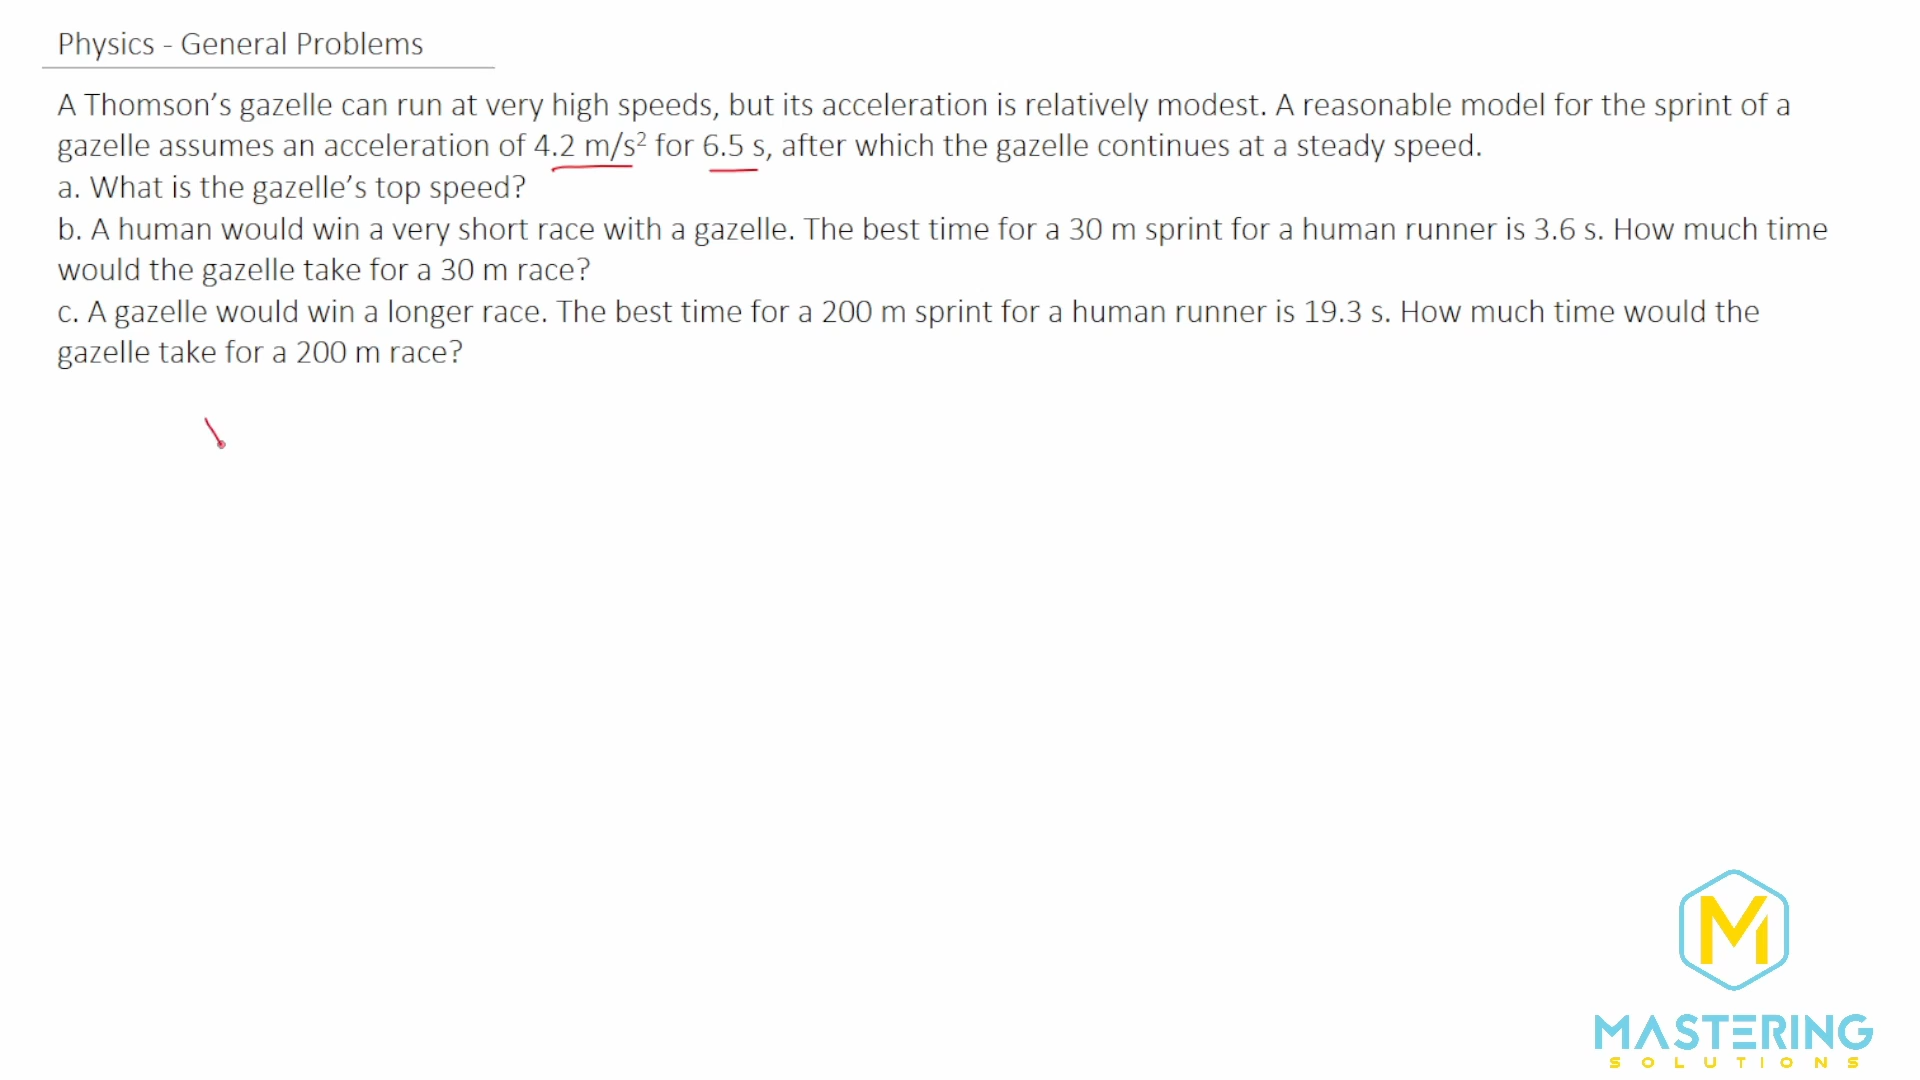 Physics - General Problems
A Thomson’s gazelle can run at very high speeds, but its acceleration is relatively modest. A reasonable model for the sprint of a
gazelle assumes an acceleration of 4.2 m/s² for 6.5 s, after which the gazelle continues at a steady speed.
a. What is the gazelle’s top speed?
b. A human would win a very short race with a gazelle. The best time for a 30 m sprint for a human runner is 3.6 s. How much time
would the gazelle take for a 30 m race?
c. A gazelle would win a longer race. The best time for a 200 m sprint for a human runner is 19.3 s. How much time would the
gazelle take for a 200 m race?
M
MASTERING
SOLUTIONS